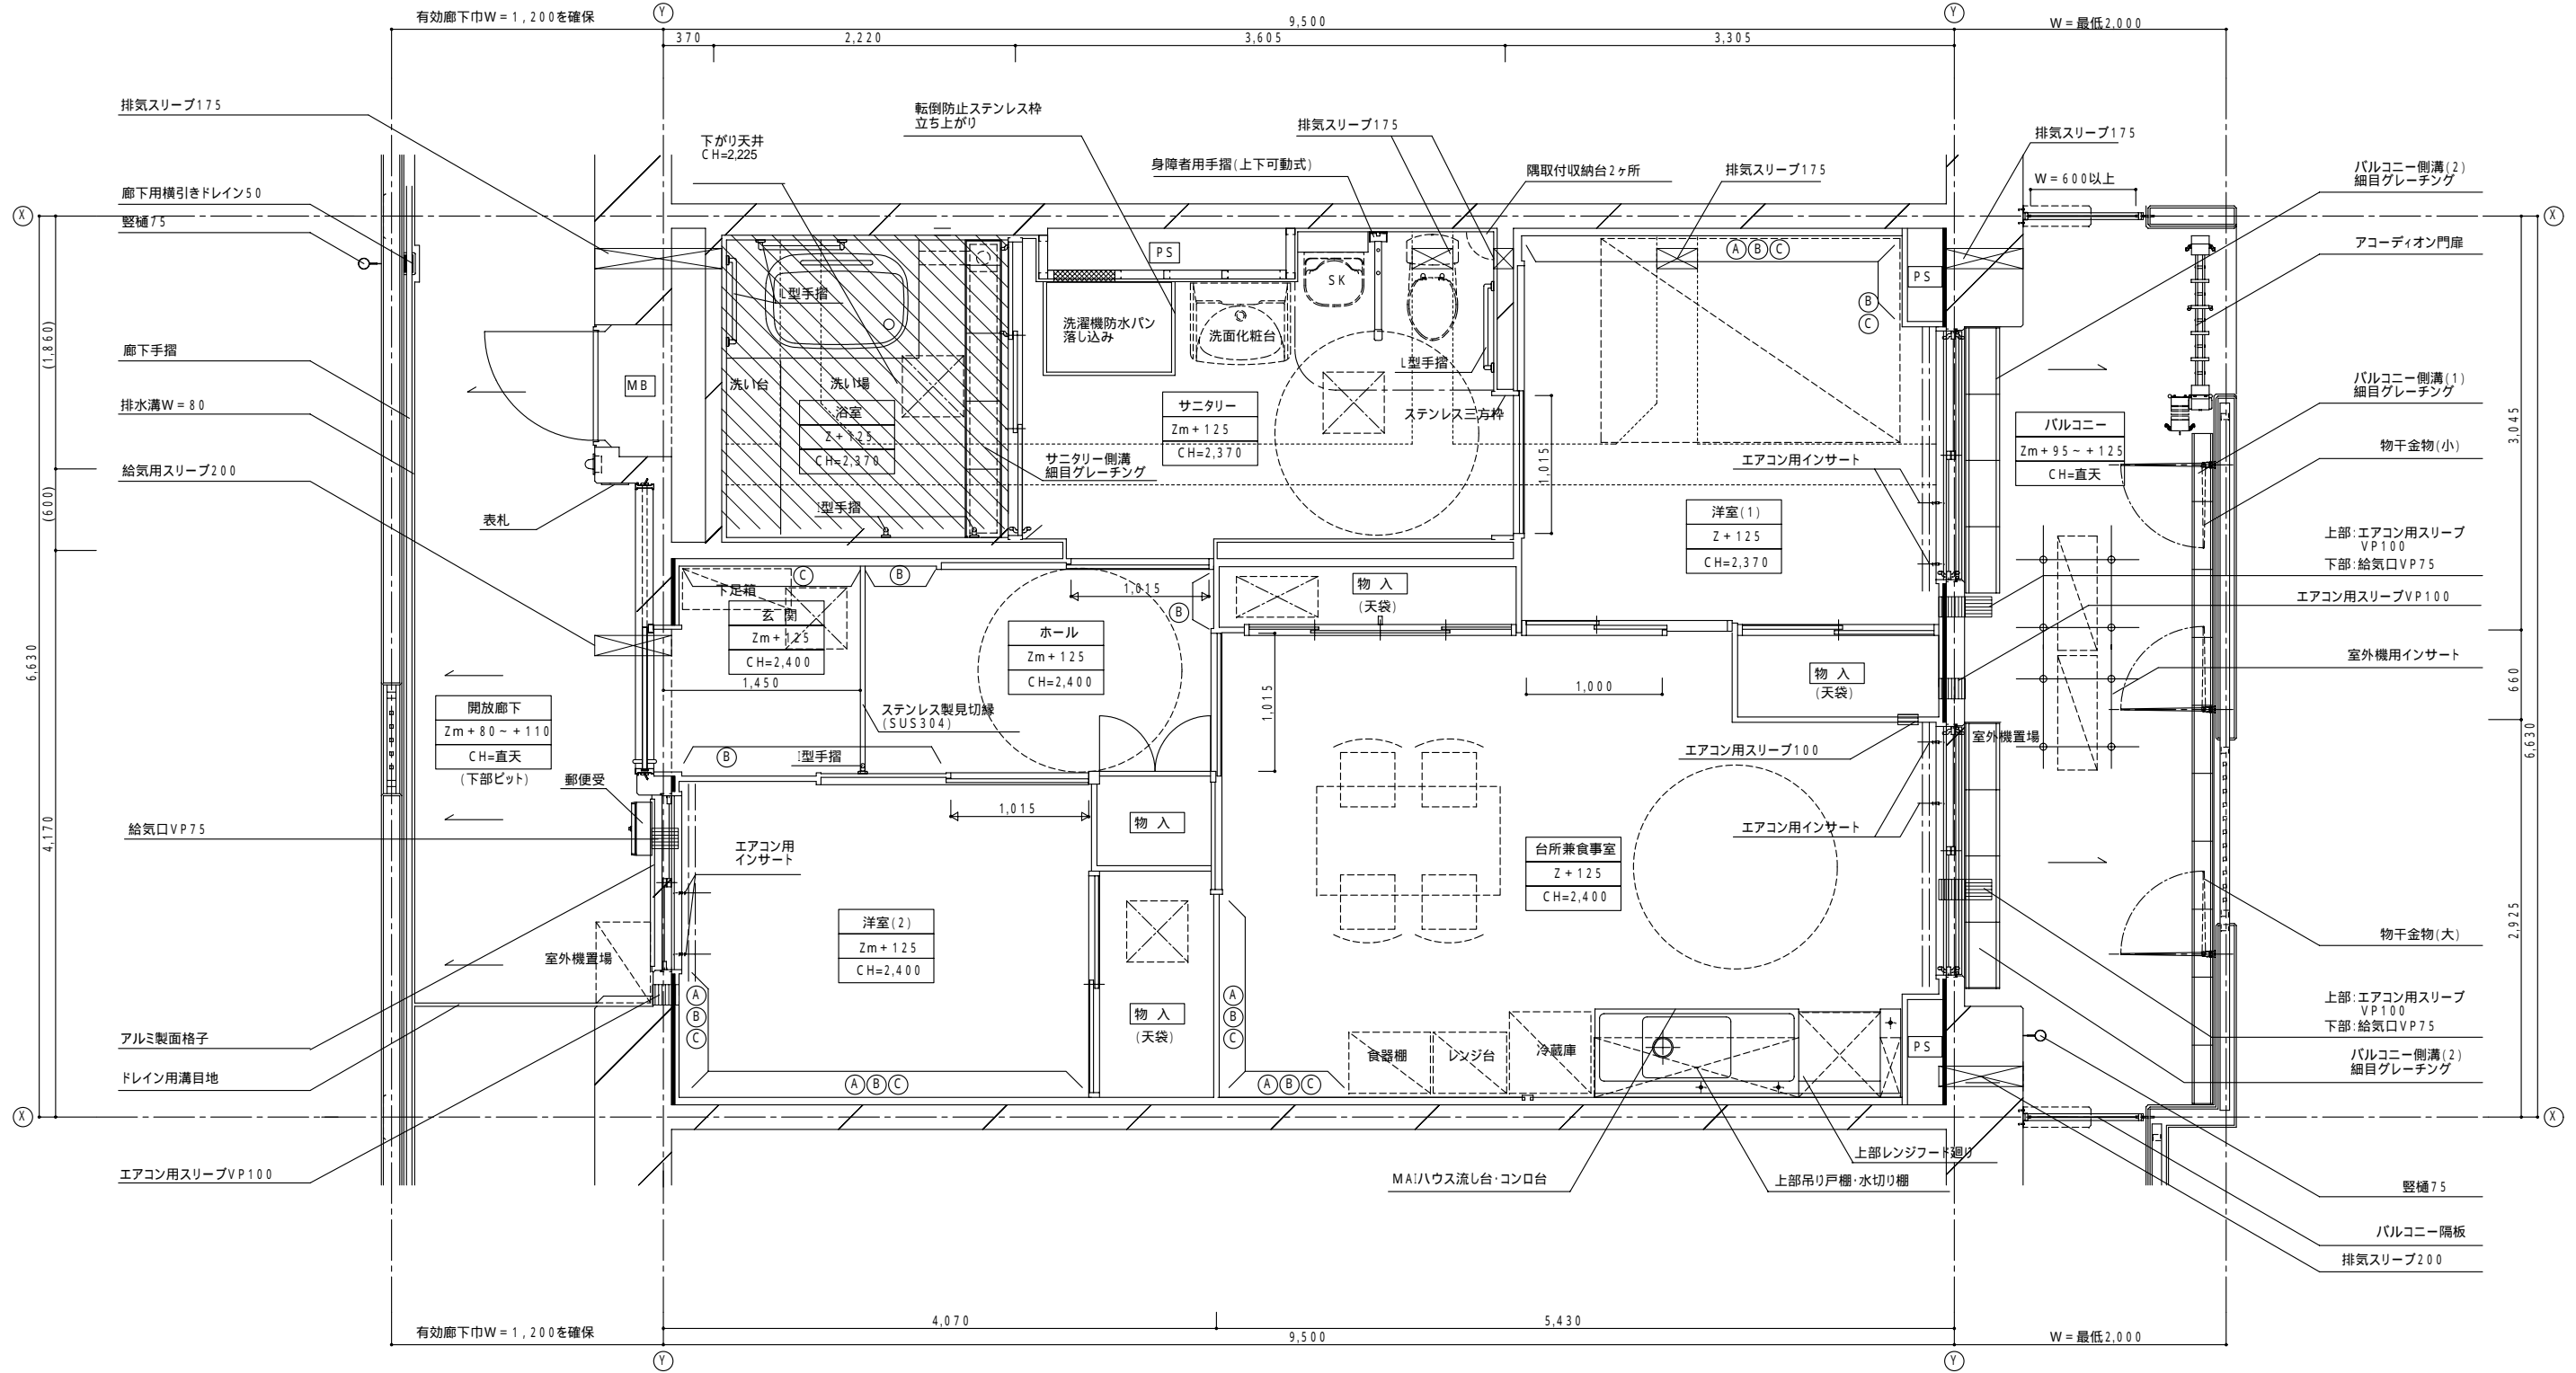 有効廊下巾W=1,200を確保
Y
9,500
Y
W=最低2,000
370
2,220
3,605
3,305
排気スリーブ175
転倒防止ステンレス枠
立ち上がり
下がり天井
CH=2,225
排気スリーブ175
身障者用手摺(上下可動式)
隅取付収納台2ヶ所
排気スリーブ175
排気スリーブ175
W=600以上
バルコニー側溝(2)
細目グレーチング
廊下用横引きドレイン50
竪樋75
X
X
アコーディオン門扉
PS
A B C
PS
SK
L型手摺
B
C
洗濯機防水パン
落し込み
洗面化粧台
(1,860)
廊下手摺
MB
洗い台
洗い場
L型手摺
バルコニー側溝(1)
細目グレーチング
排水溝W=80
浴室
Z+125
CH=2,370
サニタリー
Zm+125
CH=2,370
ステンレス三方枠
バルコニー
Zm+95~+125
CH=直天
3,045
物干金物(小)
給気用スリーブ200
サニタリー側溝
細目グレーチング
1,015
エアコン用インサート
(600)
表札
I型手摺
洋室(1)
Z+125
CH=2,370
上部:エアコン用スリーブ
VP100
下部:給気口VP75
C
B
下足箱
1,015
B
物 入
(天袋)
エアコン用スリーブVP100
玄 関
Zm+125
CH=2,400
ホール
Zm+125
CH=2,400
6,630
1,450
1,015
1,000
物 入
(天袋)
室外機用インサート
660
開放廊下
Zm+80~+110
CH=直天
(下部ピット)
ステンレス製見切縁
(SUS304)
B
I型手摺
エアコン用スリーブ100
室外機置場
6,630
郵便受
1,015
4,170
給気口VP75
物 入
エアコン用インサート
エアコン用
インサート
台所兼食事室
Z+125
CH=2,400
洋室(2)
Zm+125
CH=2,400
2,925
物干金物(大)
室外機置場
A
B
C
物 入
(天袋)
A
B
C
上部:エアコン用スリーブ
VP100
下部:給気口VP75
アルミ製面格子
食器棚
レンジ台
冷蔵庫
PS
バルコニー側溝(2)
細目グレーチング
ドレイン用溝目地
A B C
A B C
X
X
エアコン用スリーブVP100
MAIハウス流し台・コンロ台
上部レンジフード廻り
上部吊り戸棚・水切り棚
竪樋75
バルコニー隔板
排気スリーブ200
4,070
5,430
有効廊下巾W=1,200を確保
9,500
W=最低2,000
Y
Y